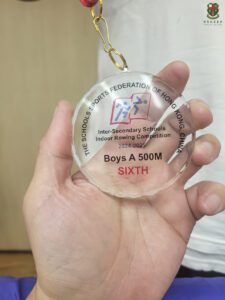 THE SCHOOLS SPORTS FEDERATION OF HONG KONG, CHINA
Inter-Secondary Schools
Indoor Rowing Competition
Boys A 500M
SIXTH